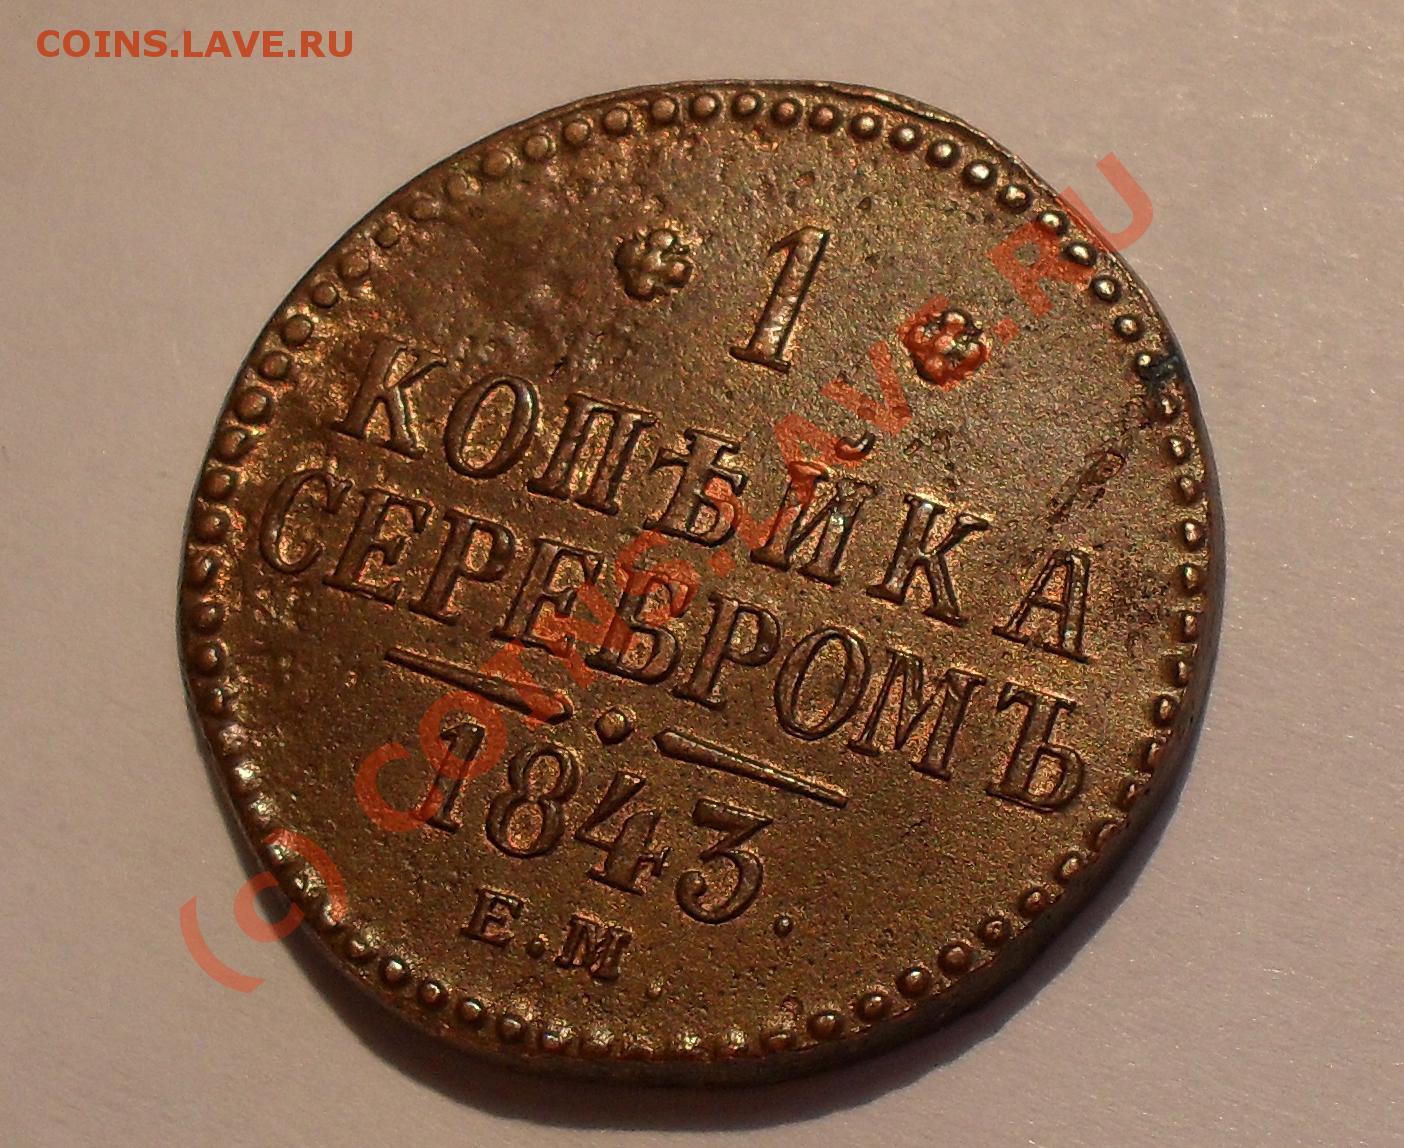 COINS.LAVE.RU
* 1 *
КОПѢЙКА
СЕРЕБРОМЪ
1843.
Е.М.
(c) COINS.LAVE.RU